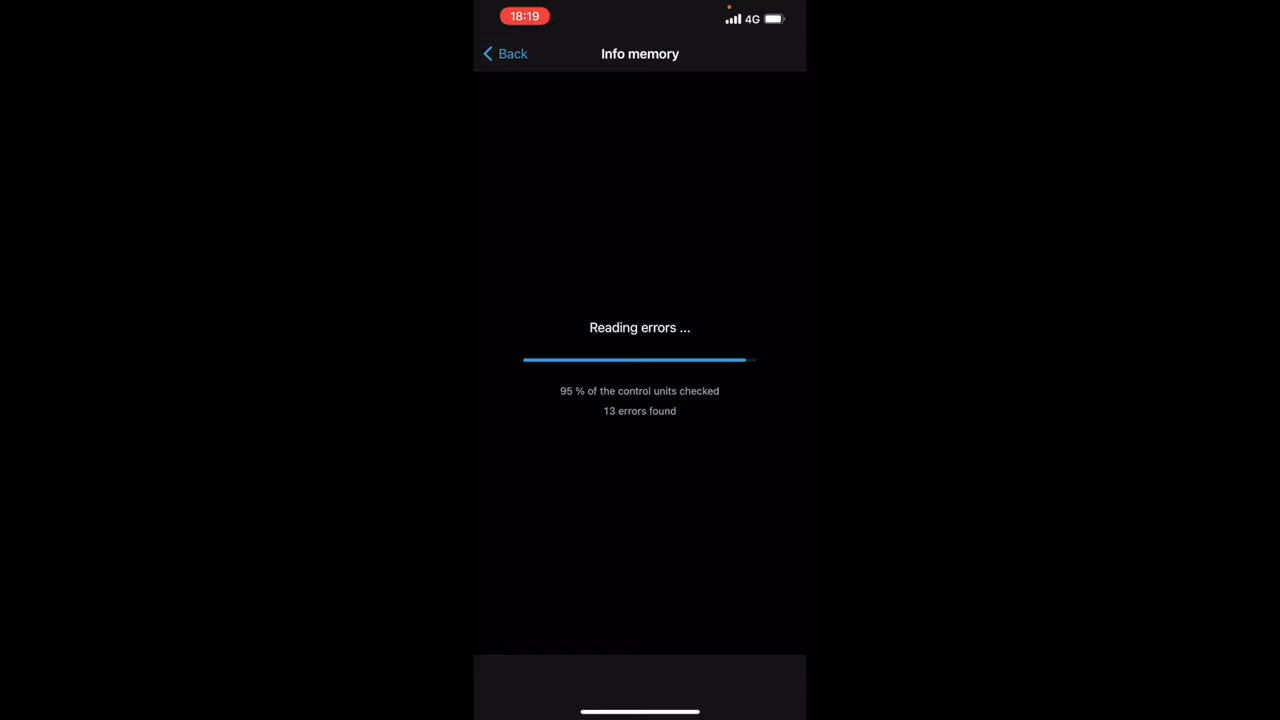 18:19
4G
Back
Info memory
Reading errors ...
95 % of the control units checked
13 errors found